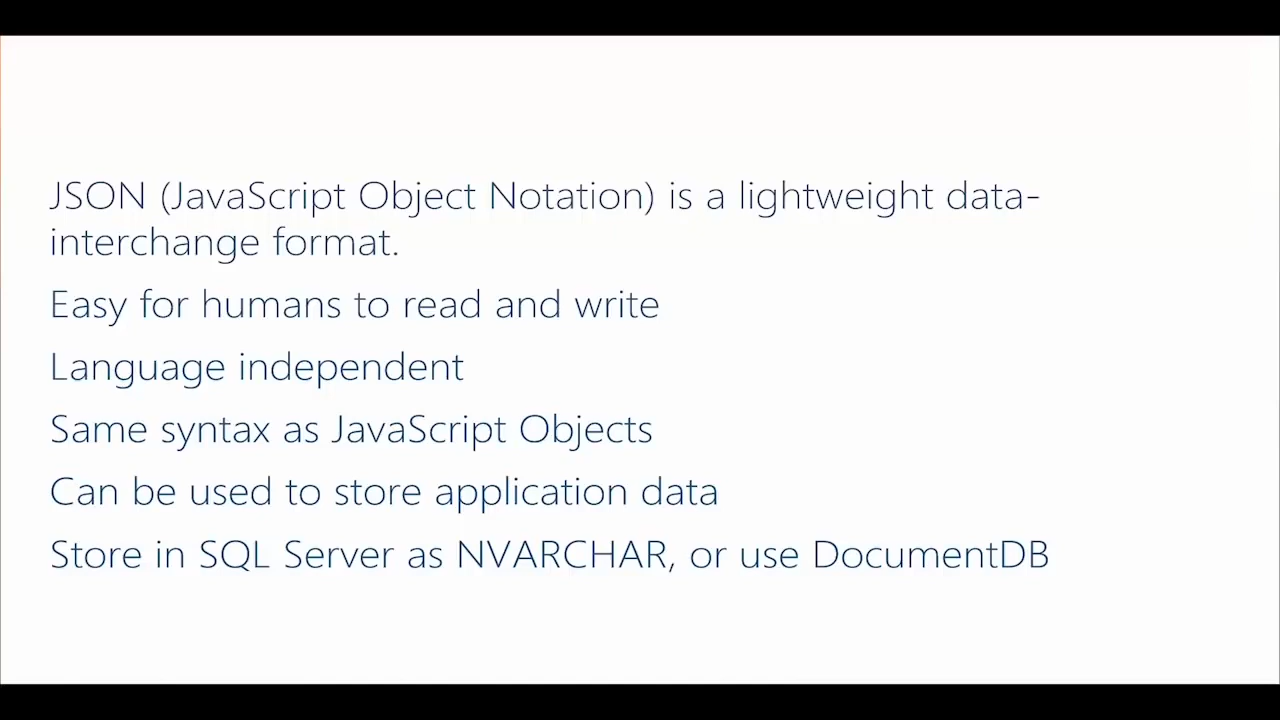 JSON (JavaScript Object Notation) is a lightweight data-
interchange format.
Easy for humans to read and write
Language independent
Same syntax as JavaScript Objects
Can be used to store application data
Store in SQL Server as NVARCHAR, or use DocumentDB